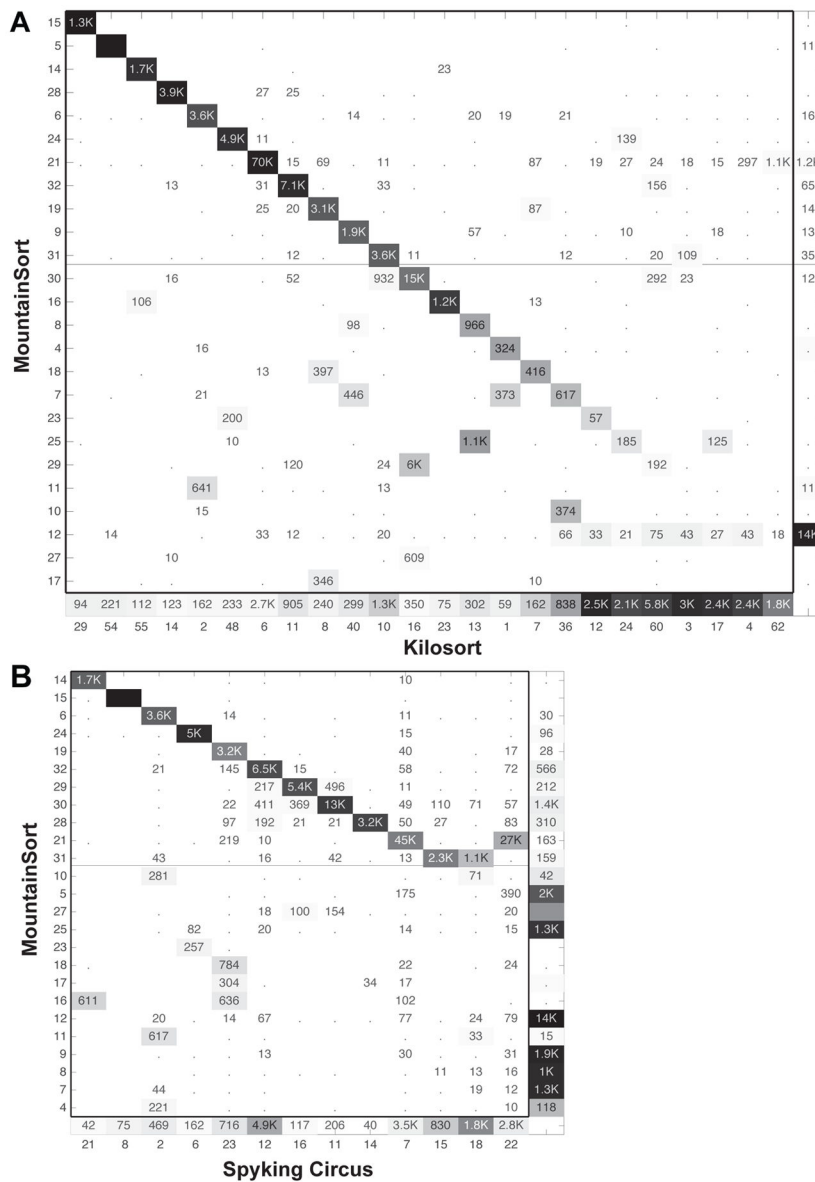 A
MountainSort
15 1.3K
5 11
14 1.7K 23
28 3.9K 27 25
6 3.6K 14 20 19 21 16
24 4.9K 11 139
21 70K 15 69 11 87 19 27 24 18 15 297 1.1K
32 13 31 7.1K 33 156 65
19 25 20 3.1K 87 14
9 1.9K 57 10 18 13
31 12 3.6K 11 12 20 109 35
30 16 52 932 15K 292 23 12
16 106 1.2K 13
8 98 966
4 16 324
18 13 397 416
7 21 446 373 617
23 200 57
25 10 1.1K 185 125
29 120 24 6K 192
11 641 13 11
10 15 374
12 14 33 12 20 66 33 21 75 43 27 43 18 14K
27 10 609
17 346 10
94 221 112 123 162 233 2.7K 905 240 299 1.3K 350 75 302 59 162 838 2.5K 2.1K 5.8K 3K 2.4K 2.4K 1.8K
29 54 55 14 2 48 6 11 8 40 10 16 23 13 1 7 36 12 24 60 3 17 4 62
Kilosort
B
MountainSort
14 1.7K 10
15
6 3.6K 14 11 30
24 5K 15 96
19 3.2K 40 17 28
32 21 145 6.5K 15 58 72 566
29 217 5.4K 496 11 212
30 22 411 369 13K 49 110 71 57 1.4K
28 97 192 21 21 3.2K 50 27 83 310
21 219 10 45K 27K 163
31 43 16 42 13 2.3K 1.1K 159
10 281 71 42
5 175 390 2K
27 18 100 154 20
25 82 20 14 15 1.3K
23 257
18 784 22 24
17 304 34 17
16 611 636 102
12 20 14 67 77 24 79 14K
11 617 33 15
9 13 30 31 1.9K
8 11 13 16 1K
7 44 19 12 1.3K
4 221 10 118
42 75 469 162 716 4.9K 117 206 40 3.5K 830 1.8K 2.8K
21 8 2 6 23 12 16 11 14 7 15 18 22
Spyking Circus